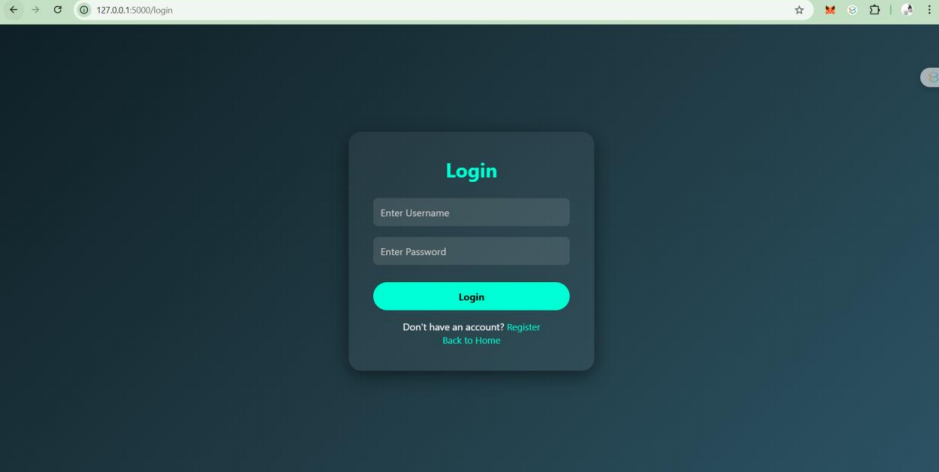 127.0.0.1:5000/login
Login
Enter Username
Enter Password
Login
Don't have an account? Register
Back to Home